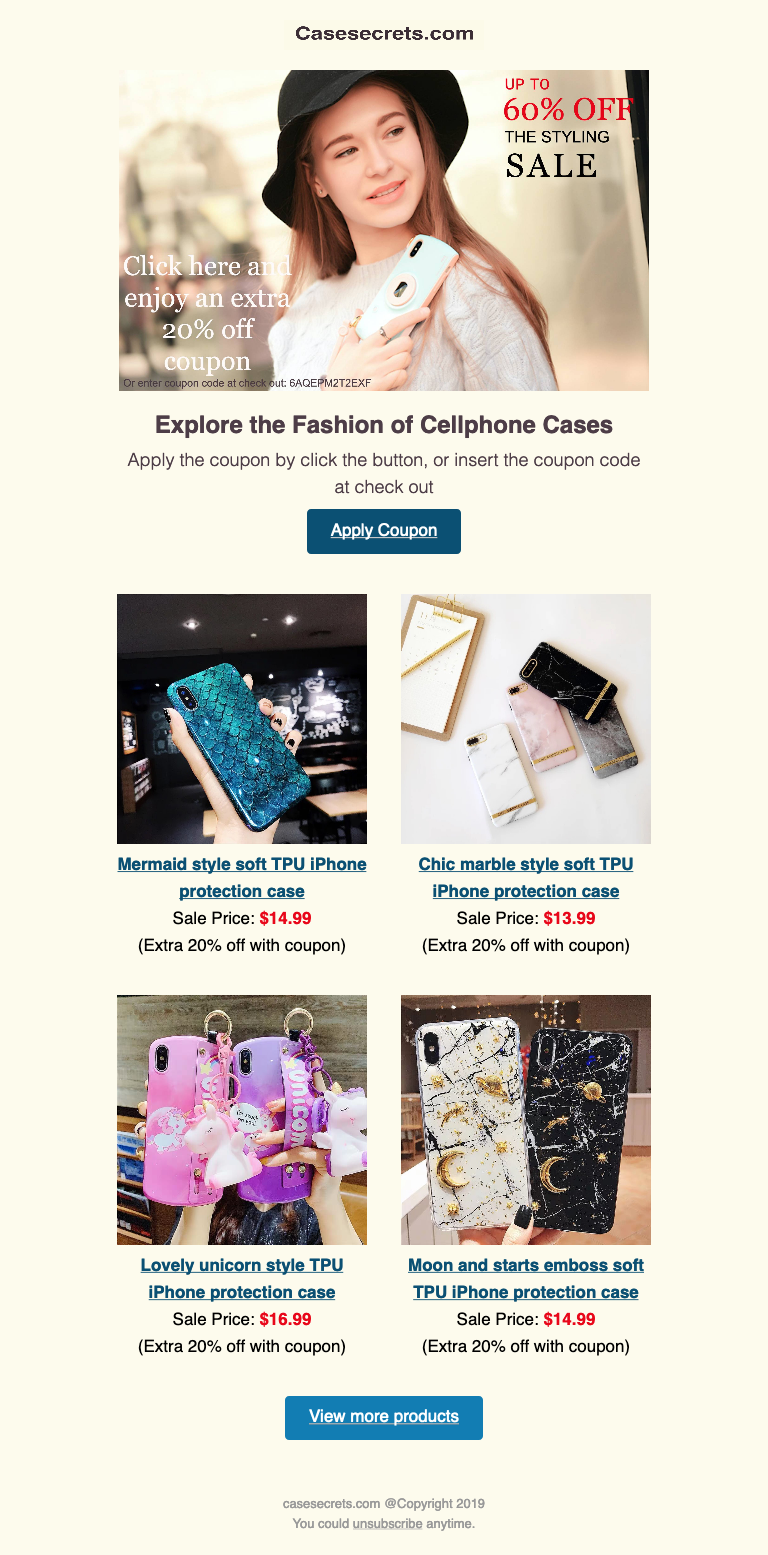 Casesecrets.com
UP TO
60% OFF
THE STYLING
SALE
Click here and
enjoy an extra
20% off
coupon
Or enter coupon code at check out: 6AQEPM2T2EXF
Explore the Fashion of Cellphone Cases
Apply the coupon by click the button, or insert the coupon code
at check out
Apply Coupon
Mermaid style soft TPU iPhone
protection case
Sale Price: $14.99
(Extra 20% off with coupon)
Chic marble style soft TPU
iPhone protection case
Sale Price: $13.99
(Extra 20% off with coupon)
UNICORN
UNICORN
Lovely unicorn style TPU
iPhone protection case
Sale Price: $16.99
(Extra 20% off with coupon)
Moon and starts emboss soft
TPU iPhone protection case
Sale Price: $14.99
(Extra 20% off with coupon)
View more products
casesecrets.com @Copyright 2019
You could unsubscribe anytime.